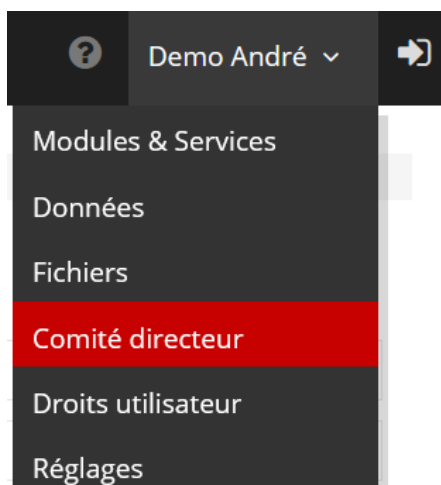 Demo André
Modules & Services
Données
Fichiers
Comité directeur
Droits utilisateur
Réglages